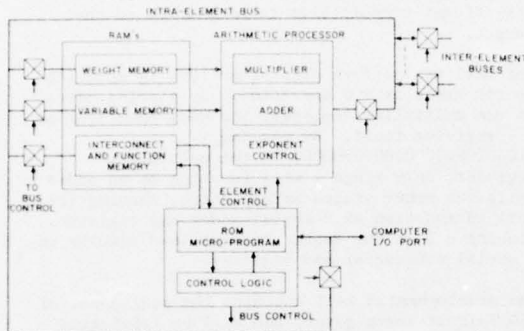 INTRA-ELEMENT BUS
RAM's
ARITHMETIC PROCESSOR
WEIGHT MEMORY
MULTIPLIER
INTER-ELEMENT
BUSES
VARIABLE MEMORY
ADDER
INTERCONNECT
AND FUNCTION
MEMORY
EXPONENT
CONTROL
TO
BUS
CONTROL
ELEMENT
CONTROL
ROM
MICRO-PROGRAM
COMPUTER
I/O PORT
CONTROL LOGIC
BUS CONTROL